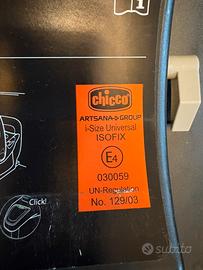 Click!
chicco
ARTSANA GROUP
i-Size Universal
ISOFIX
E4
030059
UN-Regulation
No. 129/03
subito